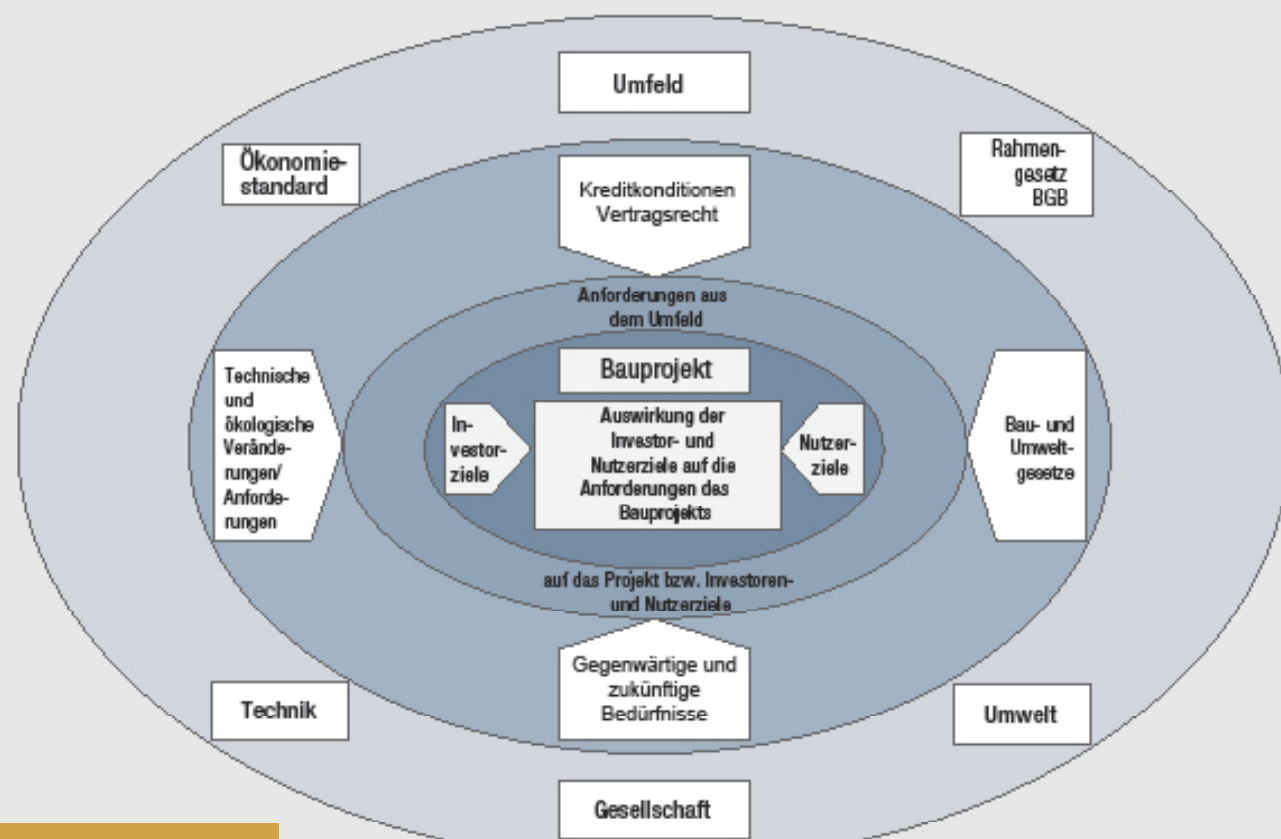 Umfeld
Ökonomie-
standard
Rahmen-
gesetz
BGB
Kreditkonditionen
Vertragsrecht
Anforderungen aus
dem Umfeld
Technische
und
ökologische
Verände-
rungen/
Anforde-
rungen
Bauprojekt
In-
vestor-
ziele
Auswirkung der
Investor- und
Nutzerziele auf die
Anforderungen des
Bauprojekts
Nutzer-
ziele
Bau- und
Umwelt-
gesetze
auf das Projekt bzw. Investoren-
und Nutzerziele
Gegenwärtige und
zukünftige
Bedürfnisse
Technik
Umwelt
Gesellschaft